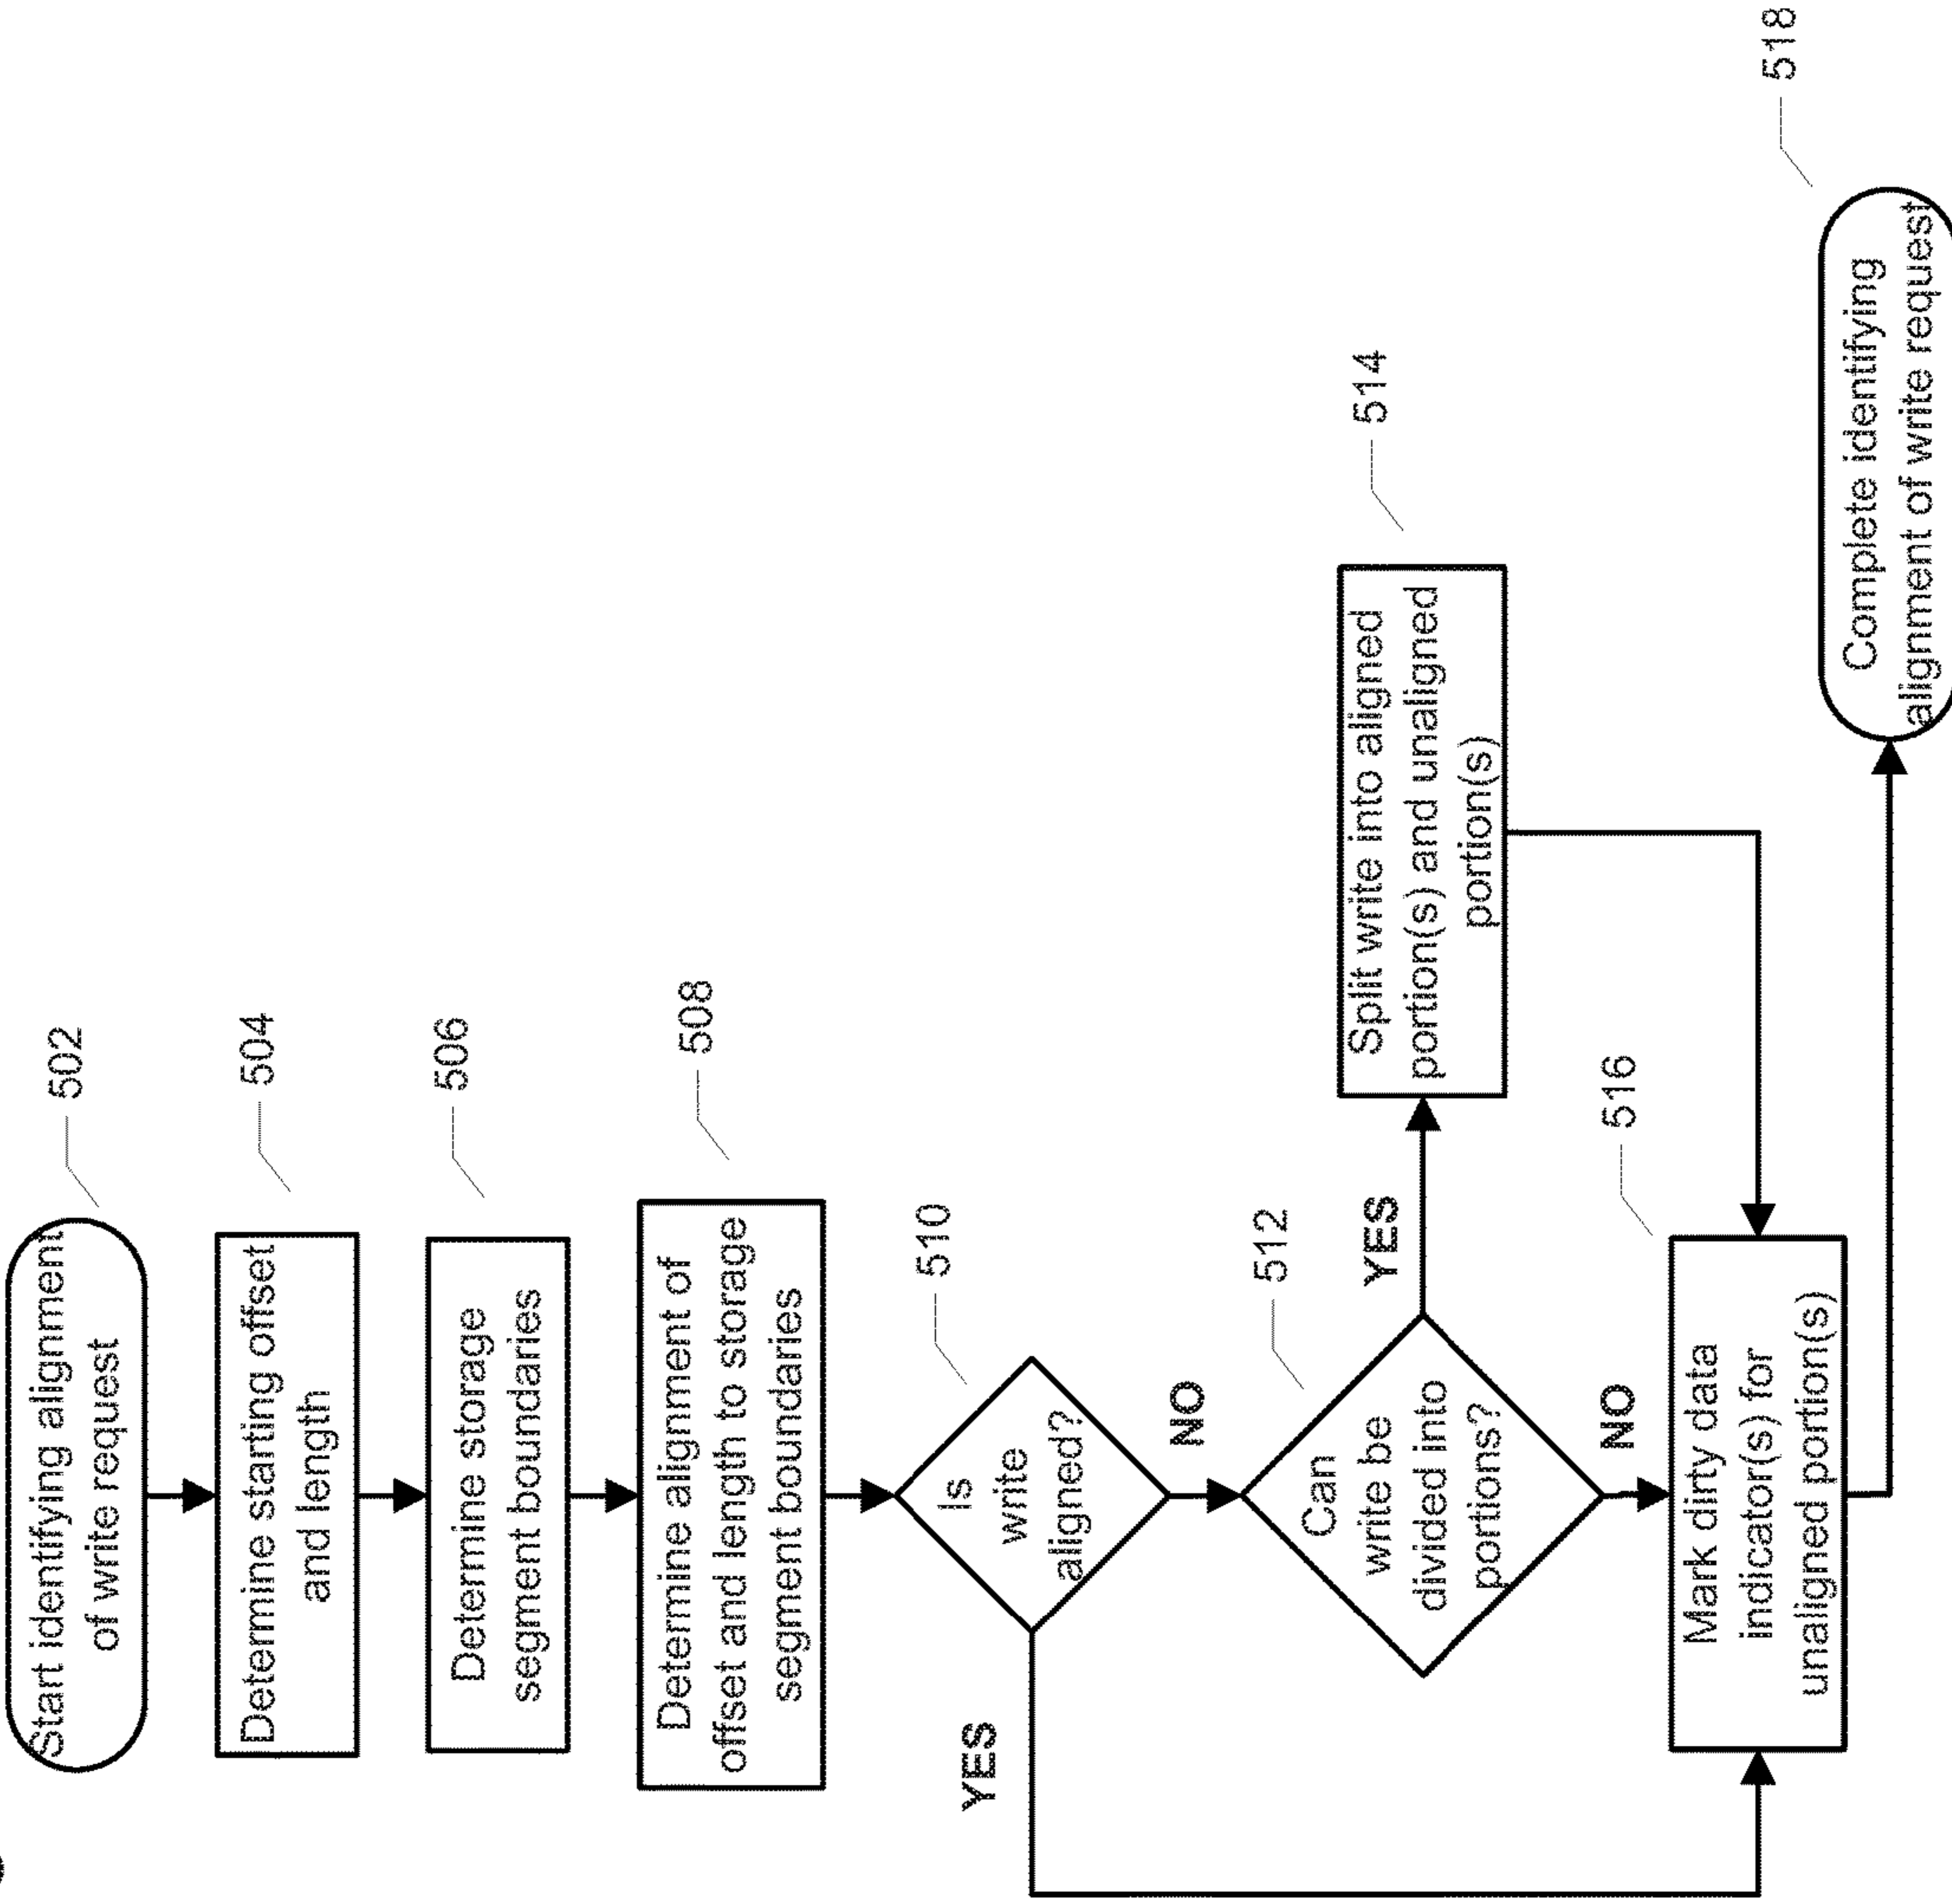 Start identifying alignment
of write request
502
Determine starting offset
and length
504
Determine storage
segment boundaries
506
Determine alignment of
offset and length to storage
segment boundaries
508
Is
write
aligned?
510
YES
NO
Can
write be
divided into
portions?
512
YES
NO
Split write into aligned
portion(s) and unaligned
portion(s)
514
Mark dirty data
indicator(s) for
unaligned portion(s)
516
Complete identifying
alignment of write request
518